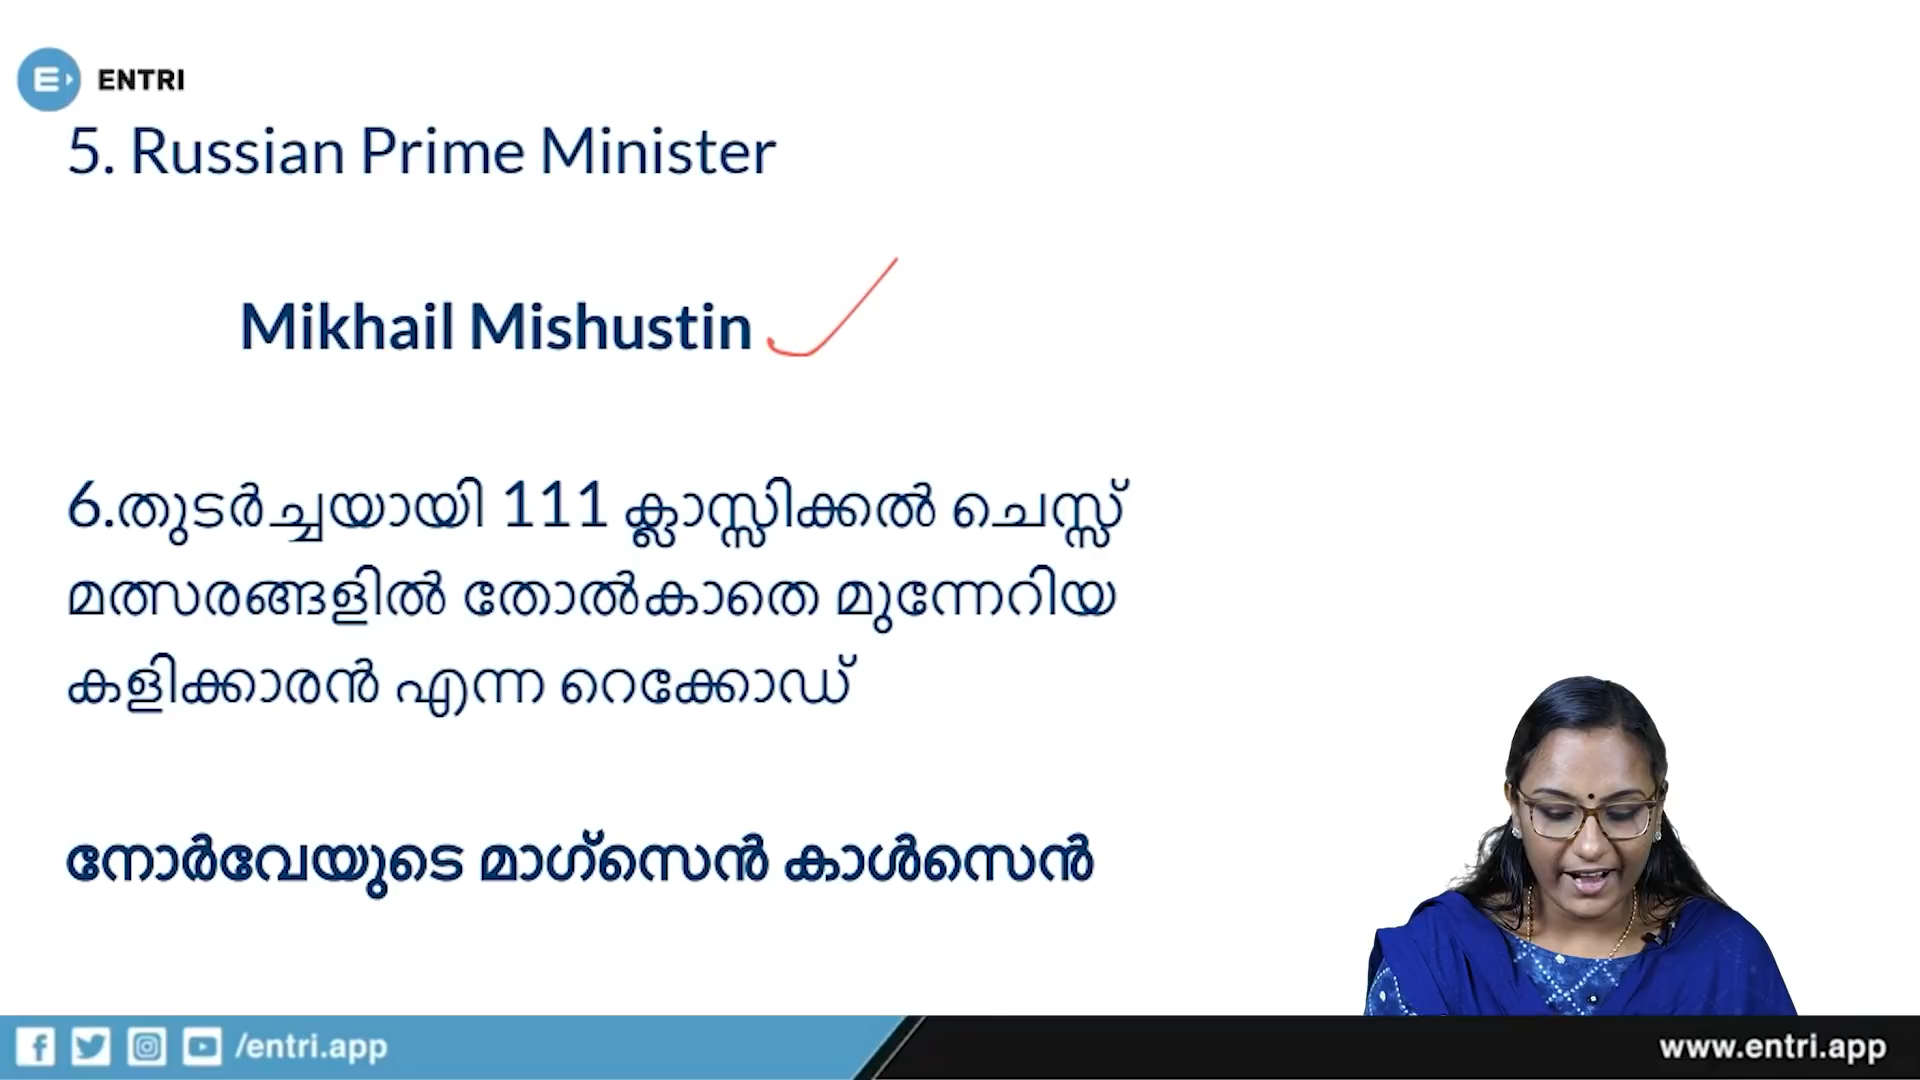 ENTRI
5. Russian Prime Minister
Mikhail Mishustin
6.തുടർച്ചയായി 111 ക്ലാസ്സിക്കൽ ചെസ്സ്
മത്സരങ്ങളിൽ തോൽകാതെ മുന്നേറിയ
കളിക്കാരൻ എന്ന റെക്കോഡ്
നോർവേയുടെ മാഗ്സെൻ കാൾസെൻ
/entri.app
www.entri.app